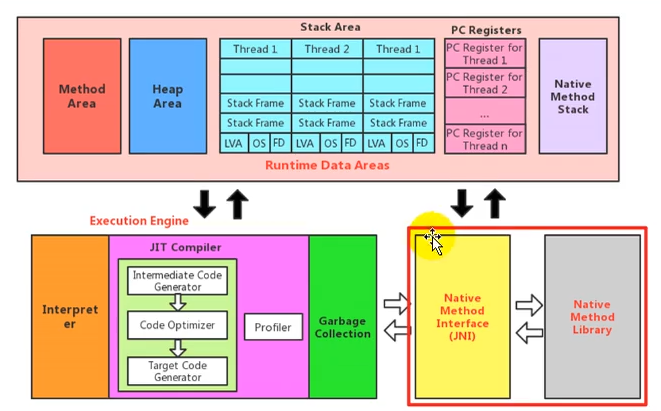 Stack Area
PC Registers
Method
Area
Heap
Area
Thread 1
Thread 2
Thread 1
Stack Frame
Stack Frame
Stack Frame
Stack Frame
Stack Frame
Stack Frame
LVA
OS
FD
LVA
OS
FD
LVA
OS
FD
PC Register for
Thread 1
PC Register for
Thread 2
...
PC Register for
Thread n
Native
Method
Stack
Runtime Data Areas
Execution Engine
Interpret
er
JIT Compiler
Intermediate Code
Generator
Code Optimizer
Target Code
Generator
Profiler
Garbage
Collection
Native
Method
Interface
(JNI)
Native
Method
Library